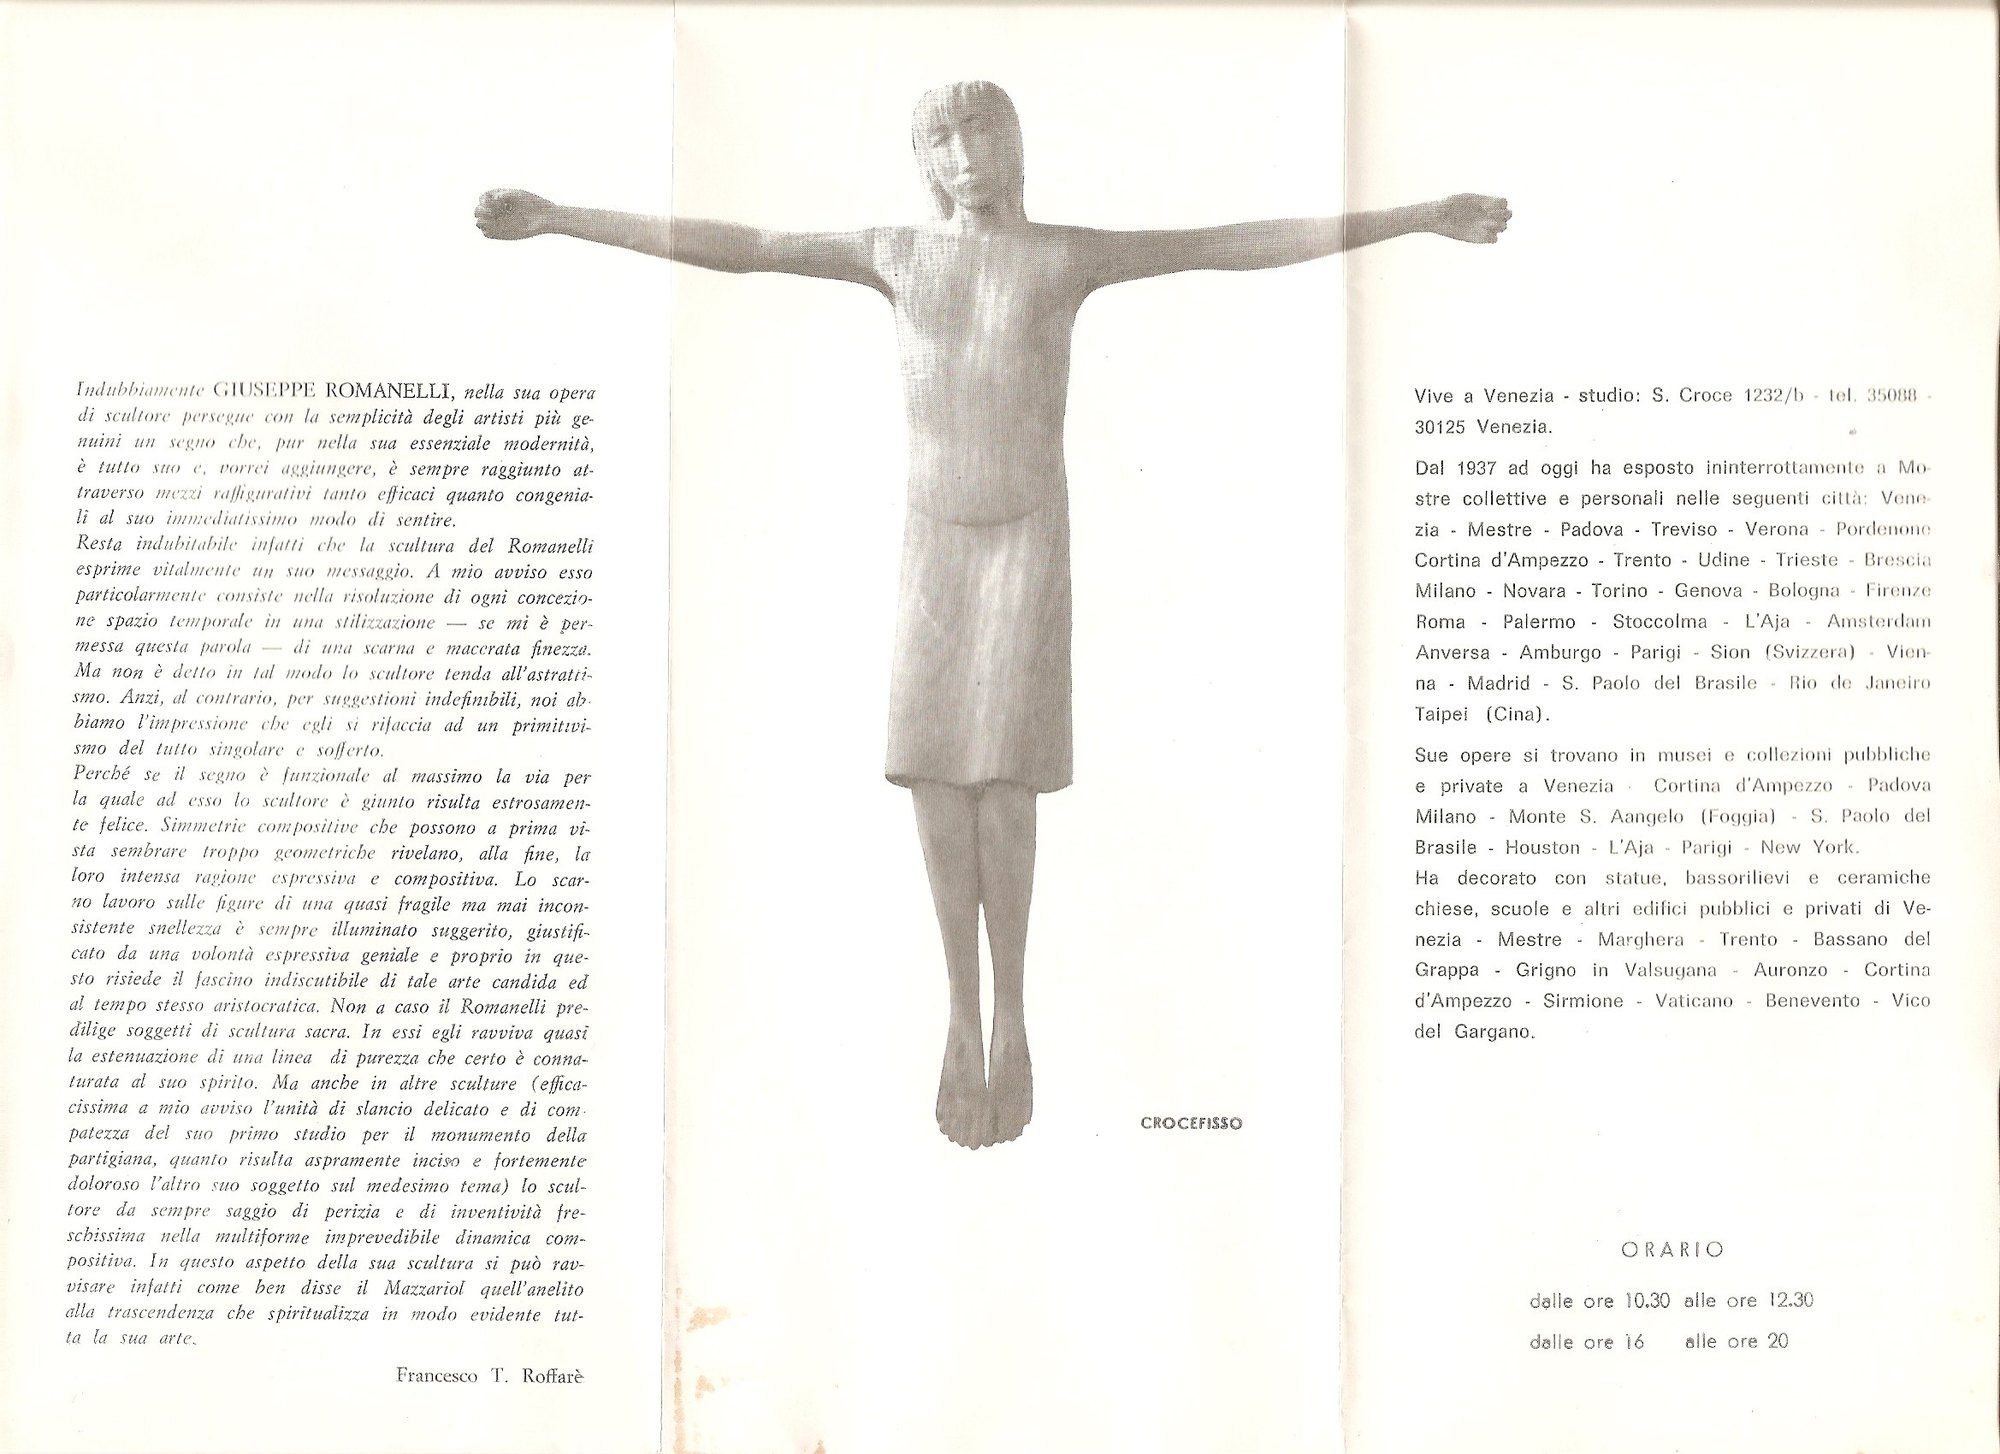 Indubbiamente GIUSEPPE ROMANELLI, nella sua opera
di scultore persegue con la semplicità degli artisti più ge-
nuini un segno che, pur nella sua essenziale modernità,
è tutto suo e, vorrei aggiungere, è sempre raggiunto at-
traverso mezzi raffigurativi tanto efficaci quanto congenia-
li al suo immediatissimo modo di sentire.
Resta indubitabile infatti che la scultura del Romanelli
esprime vitalmente un suo messaggio. A mio avviso esso
particolarmente consiste nella risoluzione di ogni concezio-
ne spazio temporale in una stilizzazione — se mi è per-
messa questa parola — di una scarna e macerata finezza.
Ma non è detto in tal modo lo scultore tenda all'astratti-
smo. Anzi, al contrario, per suggestioni indefinibili, noi ab-
biamo l'impressione che egli si rifaccia ad un primitivi-
smo del tutto singolare e sofferto.
Perché se il segno è funzionale al massimo la via per
la quale ad esso lo scultore è giunto risulta estrosamen-
te felice. Simmetrie compositive che possono a prima vi-
sta sembrare troppo geometriche rivelano, alla fine, la
loro intensa ragione espressiva e compositiva. Lo scar-
no lavoro sulle figure di una quasi fragile ma mai incon-
sistente snellezza è sempre illuminato suggerito, giustifi-
cato da una volontà espressiva geniale e proprio in que-
sto risiede il fascino indiscutibile di tale arte candida ed
al tempo stesso aristocratica. Non a caso il Romanelli pre-
dilige soggetti di scultura sacra. In essi egli ravviva quasi
la estenuazione di una linea di purezza che certo è conna-
turata al suo spirito. Ma anche in altre sculture (effica-
cissima a mio avviso l'unità di slancio delicato e di com-
patezza del suo primo studio per il monumento della
partigiana, quanto risulta aspramente inciso e fortemente
doloroso l'altro suo soggetto sul medesimo tema) lo scul-
tore da sempre saggio di perizia e di inventività fre-
schissima nella multiforme imprevedibile dinamica com-
positiva. In questo aspetto della sua scultura si può rav-
visare infatti come ben disse il Mazzariol quell'anelito
alla trascendenza che spiritualizza in modo evidente tut-
ta la sua arte.
Francesco T. Roffarè
CROCEFISSO
Vive a Venezia - studio: S. Croce 1232/b - tel. 35088 -
30125 Venezia.
Dal 1937 ad oggi ha esposto ininterrottamente a Mo-
stre collettive e personali nelle seguenti città: Vene-
zia - Mestre - Padova - Treviso - Verona - Pordenone
Cortina d'Ampezzo - Trento - Udine - Trieste - Brescia
Milano - Novara - Torino - Genova - Bologna - Firenze
Roma - Palermo - Stoccolma - L'Aja - Amsterdam
Anversa - Amburgo - Parigi - Sion (Svizzera) - Vien-
na - Madrid - S. Paolo del Brasile - Rio de Janeiro
Taipei (Cina).
Sue opere si trovano in musei e collezioni pubbliche
e private a Venezia - Cortina d'Ampezzo - Padova
Milano - Monte S. Aangelo (Foggia) - S. Paolo del
Brasile - Houston - L'Aja - Parigi - New York.
Ha decorato con statue, bassorilievi e ceramiche
chiese, scuole e altri edifici pubblici e privati di Ve-
nezia - Mestre - Marghera - Trento - Bassano del
Grappa - Grigno in Valsugana - Auronzo - Cortina
d'Ampezzo - Sirmione - Vaticano - Benevento - Vico
del Gargano.
ORARIO
dalle ore 10.30 alle ore 12.30
dalle ore 16 alle ore 20